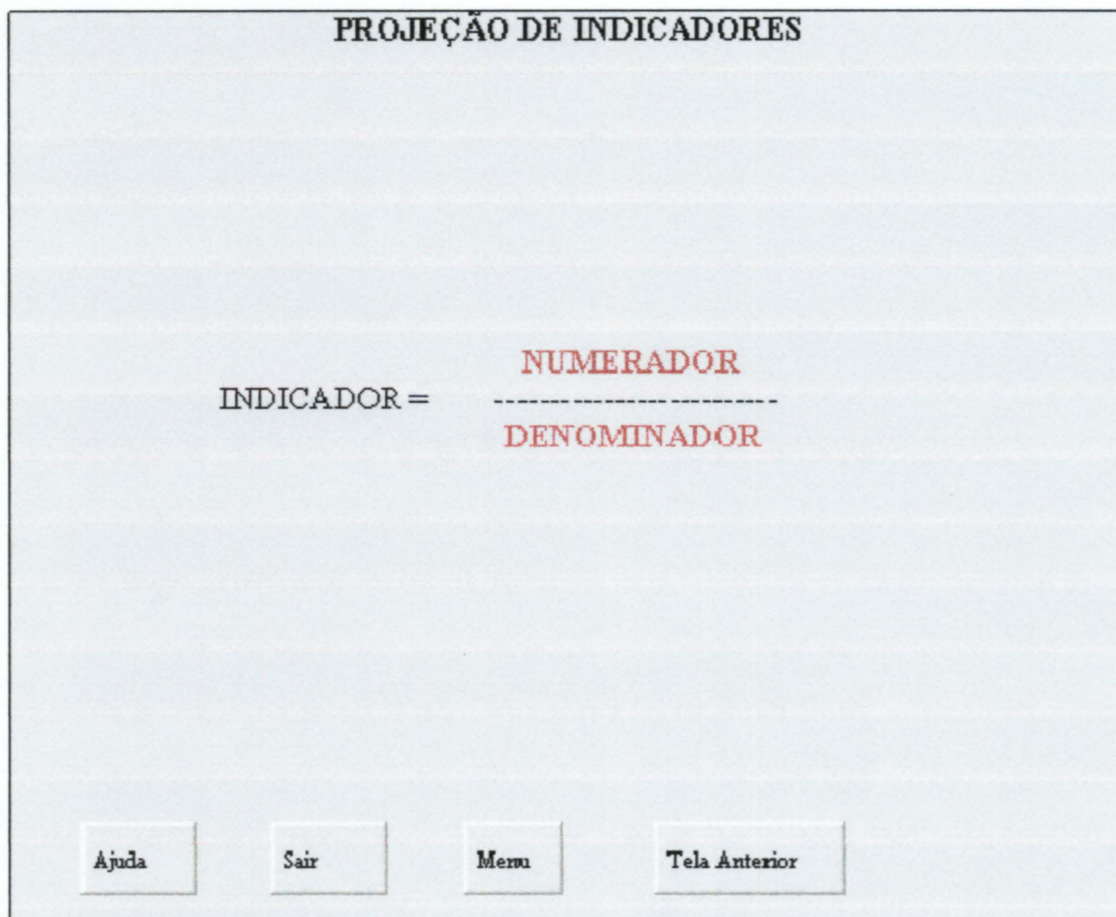 PROJEÇÃO DE INDICADORES
NUMERADOR
INDICADOR = --------------------------
DENOMINADOR
Ajuda Sair Menu Tela Anterior